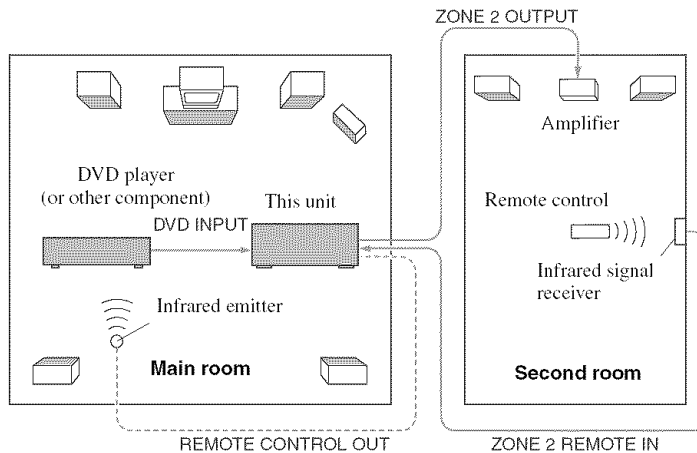 ZONE 2 OUTPUT
Amplifier
DVD player
(or other component)
This unit
DVD INPUT
Remote control
Infrared signal
receiver
Infrared emitter
Main room
Second room
REMOTE CONTROL OUT
ZONE 2 REMOTE IN